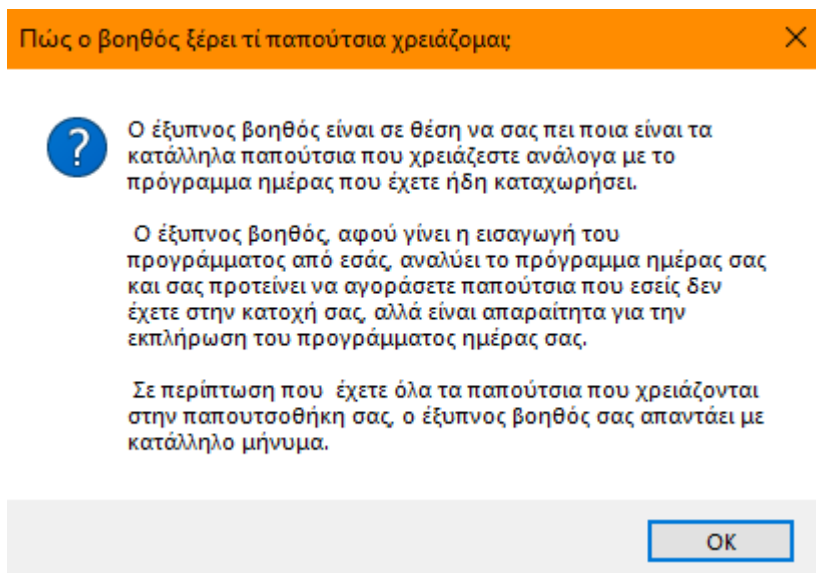 Πώς ο βοηθός ξέρει τί παπούτσια χρειάζομαι;
Ο έξυπνος βοηθός είναι σε θέση να σας πει ποια είναι τα
κατάλληλα παπούτσια που χρειάζεστε ανάλογα με το
πρόγραμμα ημέρας που έχετε ήδη καταχωρήσει.
Ο έξυπνος βοηθός, αφού γίνει η εισαγωγή του
προγράμματος από εσάς, αναλύει το πρόγραμμα ημέρας σας
και σας προτείνει να αγοράσετε παπούτσια που εσείς δεν
έχετε στην κατοχή σας, αλλά είναι απαραίτητα για την
εκπλήρωση του προγράμματος ημέρας σας.
Σε περίπτωση που  έχετε όλα τα παπούτσια που χρειάζονται
στην παπουτσοθήκη σας, ο έξυπνος βοηθός σας απαντάει με
κατάλληλο μήνυμα.
OK